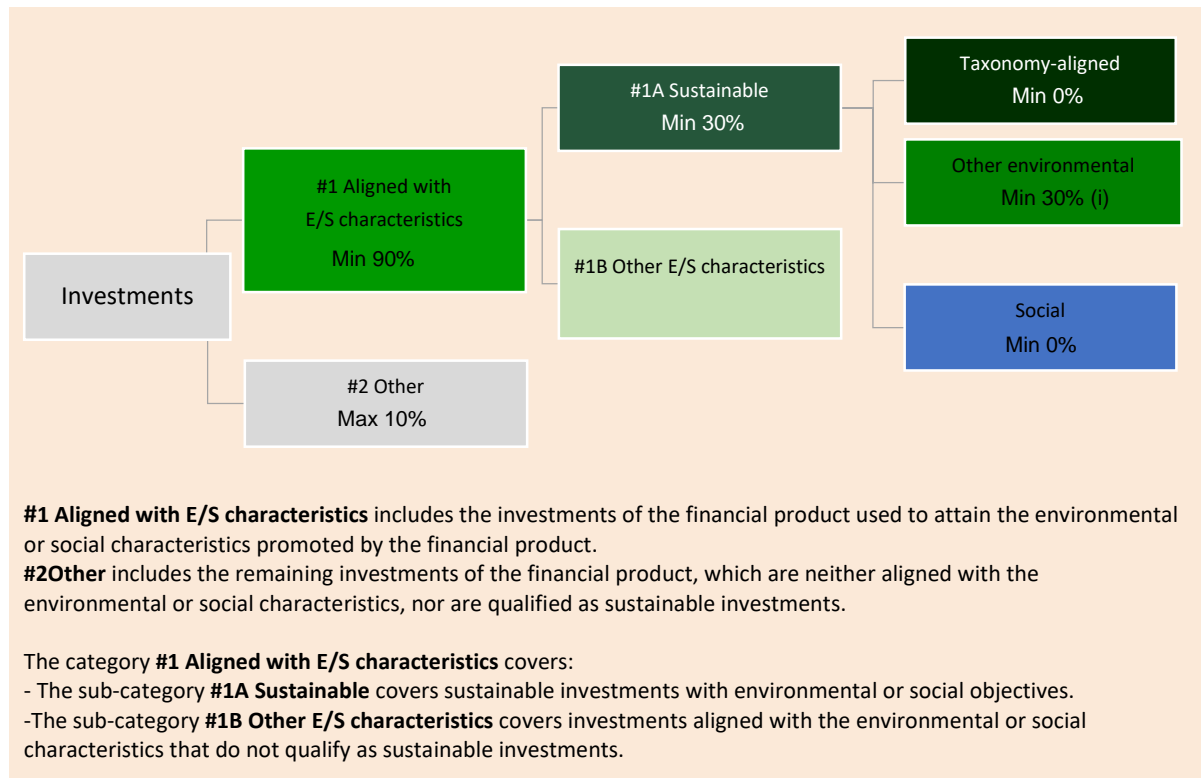 Investments
#1 Aligned with
E/S characteristics
Min 90%
#2 Other
Max 10%
#1A Sustainable
Min 30%
#1B Other E/S characteristics
Taxonomy-aligned
Min 0%
Other environmental
Min 30% (i)
Social
Min 0%
#1 Aligned with E/S characteristics includes the investments of the financial product used to attain the environmental
or social characteristics promoted by the financial product.
#2Other includes the remaining investments of the financial product, which are neither aligned with the
environmental or social characteristics, nor are qualified as sustainable investments.
The category #1 Aligned with E/S characteristics covers:
- The sub-category #1A Sustainable covers sustainable investments with environmental or social objectives.
-The sub-category #1B Other E/S characteristics covers investments aligned with the environmental or social
characteristics that do not qualify as sustainable investments.